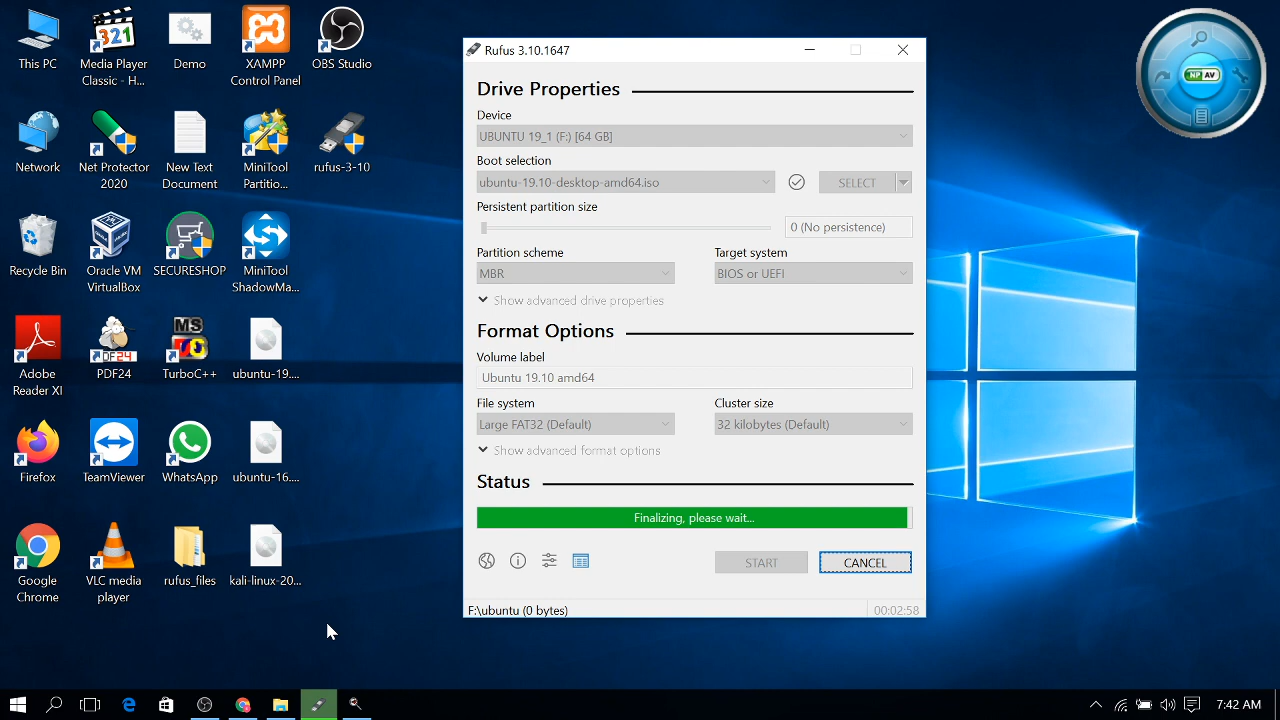 This PC
Media Player
Classic - H...
Demo
XAMPP
Control Panel
OBS Studio
Network
Net Protector
2020
New Text
Document
MiniTool
Partitio...
rufus-3-10
Recycle Bin
Oracle VM
VirtualBox
SECURESHOP
MiniTool
ShadowMa...
Adobe
Reader XI
DF24
PDF24
MS
TurboC++
ubuntu-19....
Firefox
TeamViewer
WhatsApp
ubuntu-16....
Google
Chrome
VLC media
player
rufus_files
kali-linux-20...
321
Rufus 3.10.1647
Drive Properties
Device
UBUNTU 19_1 (F:) [64 GB]
Boot selection
ubuntu-19.10-desktop-amd64.iso
SELECT
Persistent partition size
0 (No persistence)
Partition scheme
Target system
MBR
BIOS or UEFI
Show advanced drive properties
Format Options
Volume label
Ubuntu 19.10 amd64
File system
Cluster size
Large FAT32 (Default)
32 kilobytes (Default)
Show advanced format options
Status
Finalizing, please wait...
START
CANCEL
F:\ubuntu (0 bytes)
00:02:58
NP AV
7:42 AM